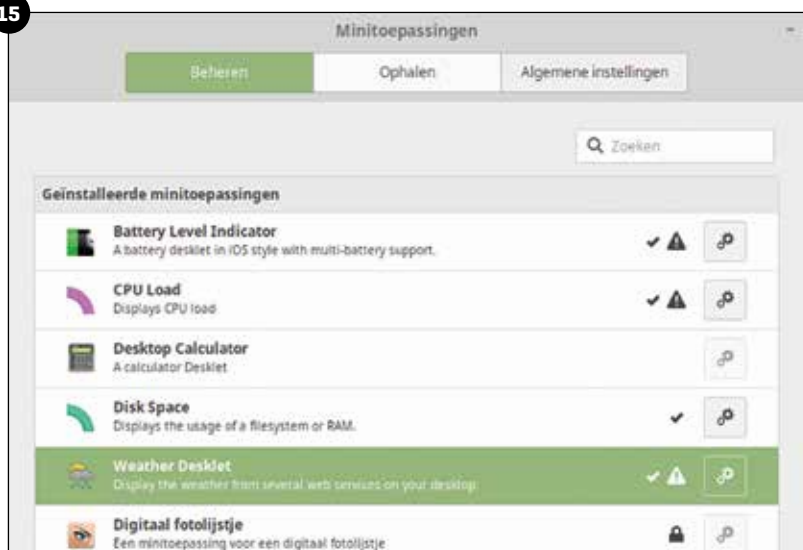 15
Minitoepassingen
Beheren
Ophalen
Algemene instellingen
Zoeken
Geïnstalleerde minitoepassingen
Battery Level Indicator
A battery desklet in iOS style with multi-battery support.
CPU Load
Displays CPU load
Desktop Calculator
A calculator Desklet
Disk Space
Displays the usage of a filesystem or RAM.
Weather Desklet
Display the weather from several web services on your desktop
Digitaal fotolijstje
Een minitoepassing voor een digitaal fotolijstje